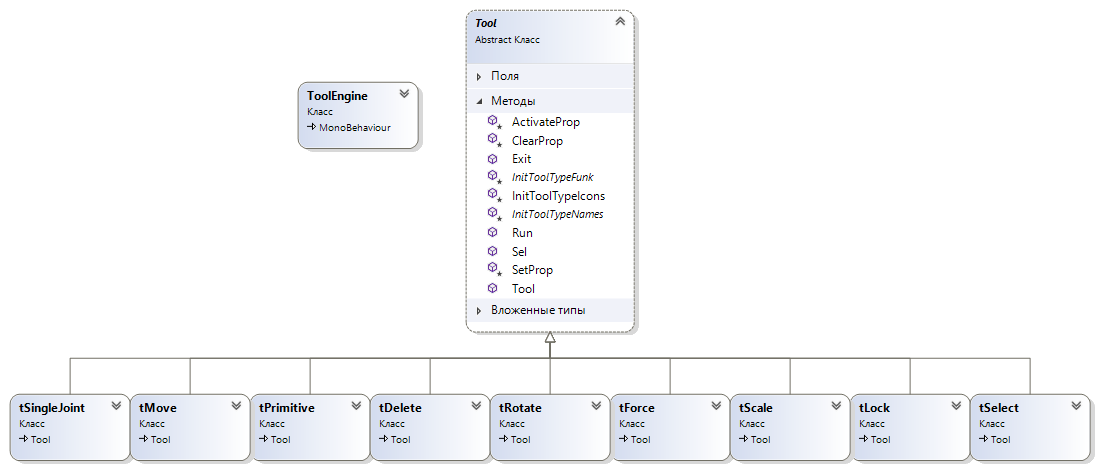 Tool
Abstract Класс
Поля
Методы
ActivateProp
ClearProp
Exit
InitToolTypeFunk
InitToolTypeIcons
InitToolTypeNames
Run
Sel
SetProp
Tool
Вложенные типы
ToolEngine
Класс
MonoBehaviour
tSingleJoint
Класс
Tool
tMove
Класс
Tool
tPrimitive
Класс
Tool
tDelete
Класс
Tool
tRotate
Класс
Tool
tForce
Класс
Tool
tScale
Класс
Tool
tLock
Класс
Tool
tSelect
Класс
Tool